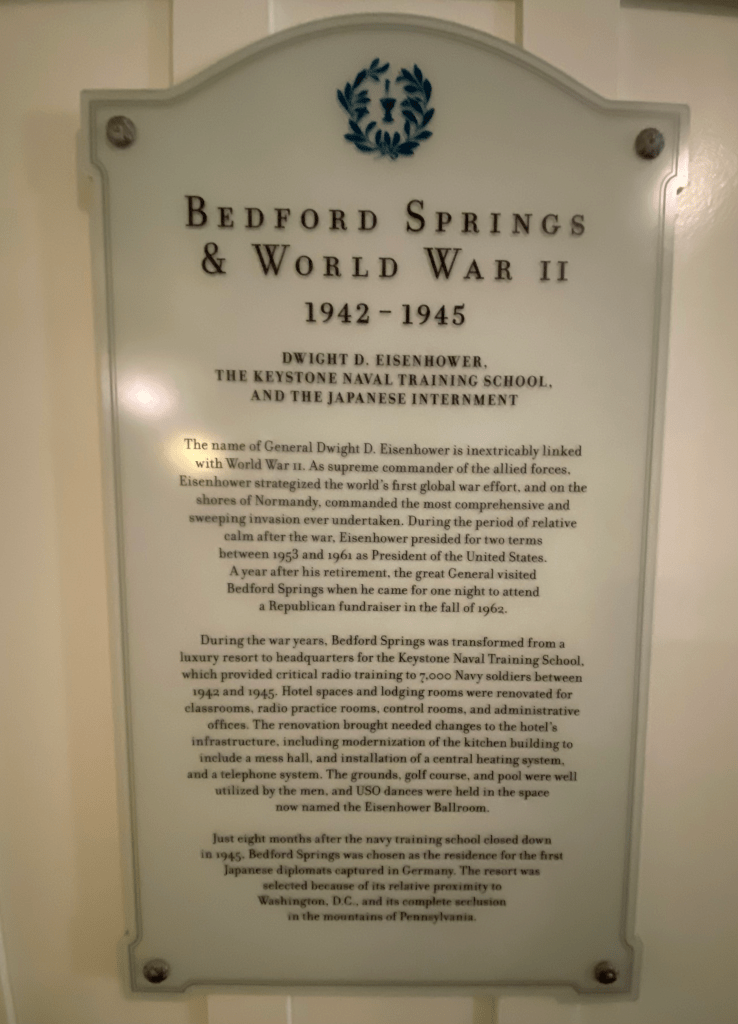 BEDFORD SPRINGS
& WORLD WAR II
1942 – 1945
DWIGHT D. EISENHOWER,
THE KEYSTONE NAVAL TRAINING SCHOOL,
AND THE JAPANESE INTERNMENT
The name of General Dwight D. Eisenhower is inextricably linked
with World War II. As supreme commander of the allied forces,
Eisenhower strategized the world's first global war effort, and on the
shores of Normandy, commanded the most comprehensive and
sweeping invasion ever undertaken. During the period of relative
calm after the war, Eisenhower presided for two terms
between 1953 and 1961 as President of the United States.
A year after his retirement, the great General visited
Bedford Springs when he came for one night to attend
a Republican fundraiser in the fall of 1962.
During the war years, Bedford Springs was transformed from a
luxury resort to headquarters for the Keystone Naval Training School,
which provided critical radio training to 7,000 Navy soldiers between
1942 and 1945. Hotel spaces and lodging rooms were renovated for
classrooms, radio practice rooms, control rooms, and administrative
offices. The renovation brought needed changes to the hotel's
infrastructure, including modernization of the kitchen building to
include a mess hall, and installation of a central heating system,
and a telephone system. The grounds, golf course, and pool were well
utilized by the men, and USO dances were held in the space
now named the Eisenhower Ballroom.
Just eight months after the navy training school closed down
in 1945, Bedford Springs was chosen as the residence for the first
Japanese diplomats captured in Germany. The resort was
selected because of its relative proximity to
Washington, D.C., and its complete seclusion
in the mountains of Pennsylvania.